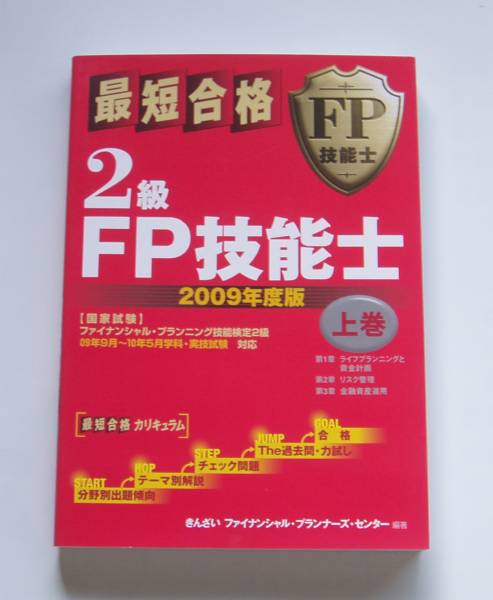 最短合格
FP
技能士
2級
FP技能士
2009年度版
【国家試験】
ファイナンシャル・プランニング技能検定2級
09年9月〜10年5月学科・実技試験 対応
上巻
第1章 ライフプランニングと
資金計画
第2章 リスク管理
第3章 金融資産運用
最短合格 カリキュラム
GOAL
合格
JUMP
The過去問・力試し
STEP
チェック問題
HOP
テーマ別解説
START
分野別出題傾向
きんざい ファイナンシャル・プランナーズ・センター 編著